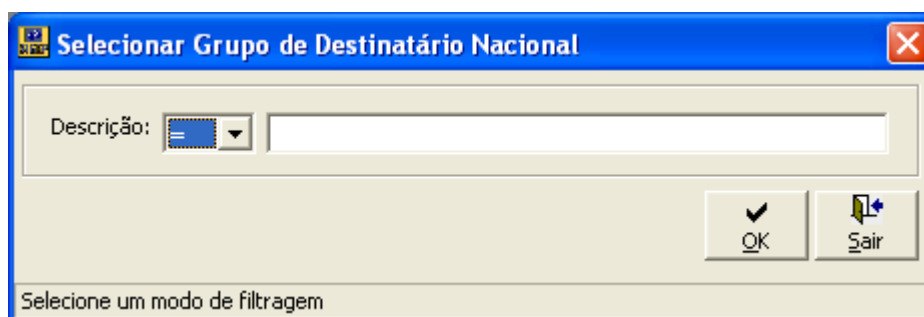 Selecionar Grupo de Destinatário Nacional
Descrição: =
OK
Sair
Selecione um modo de filtragem